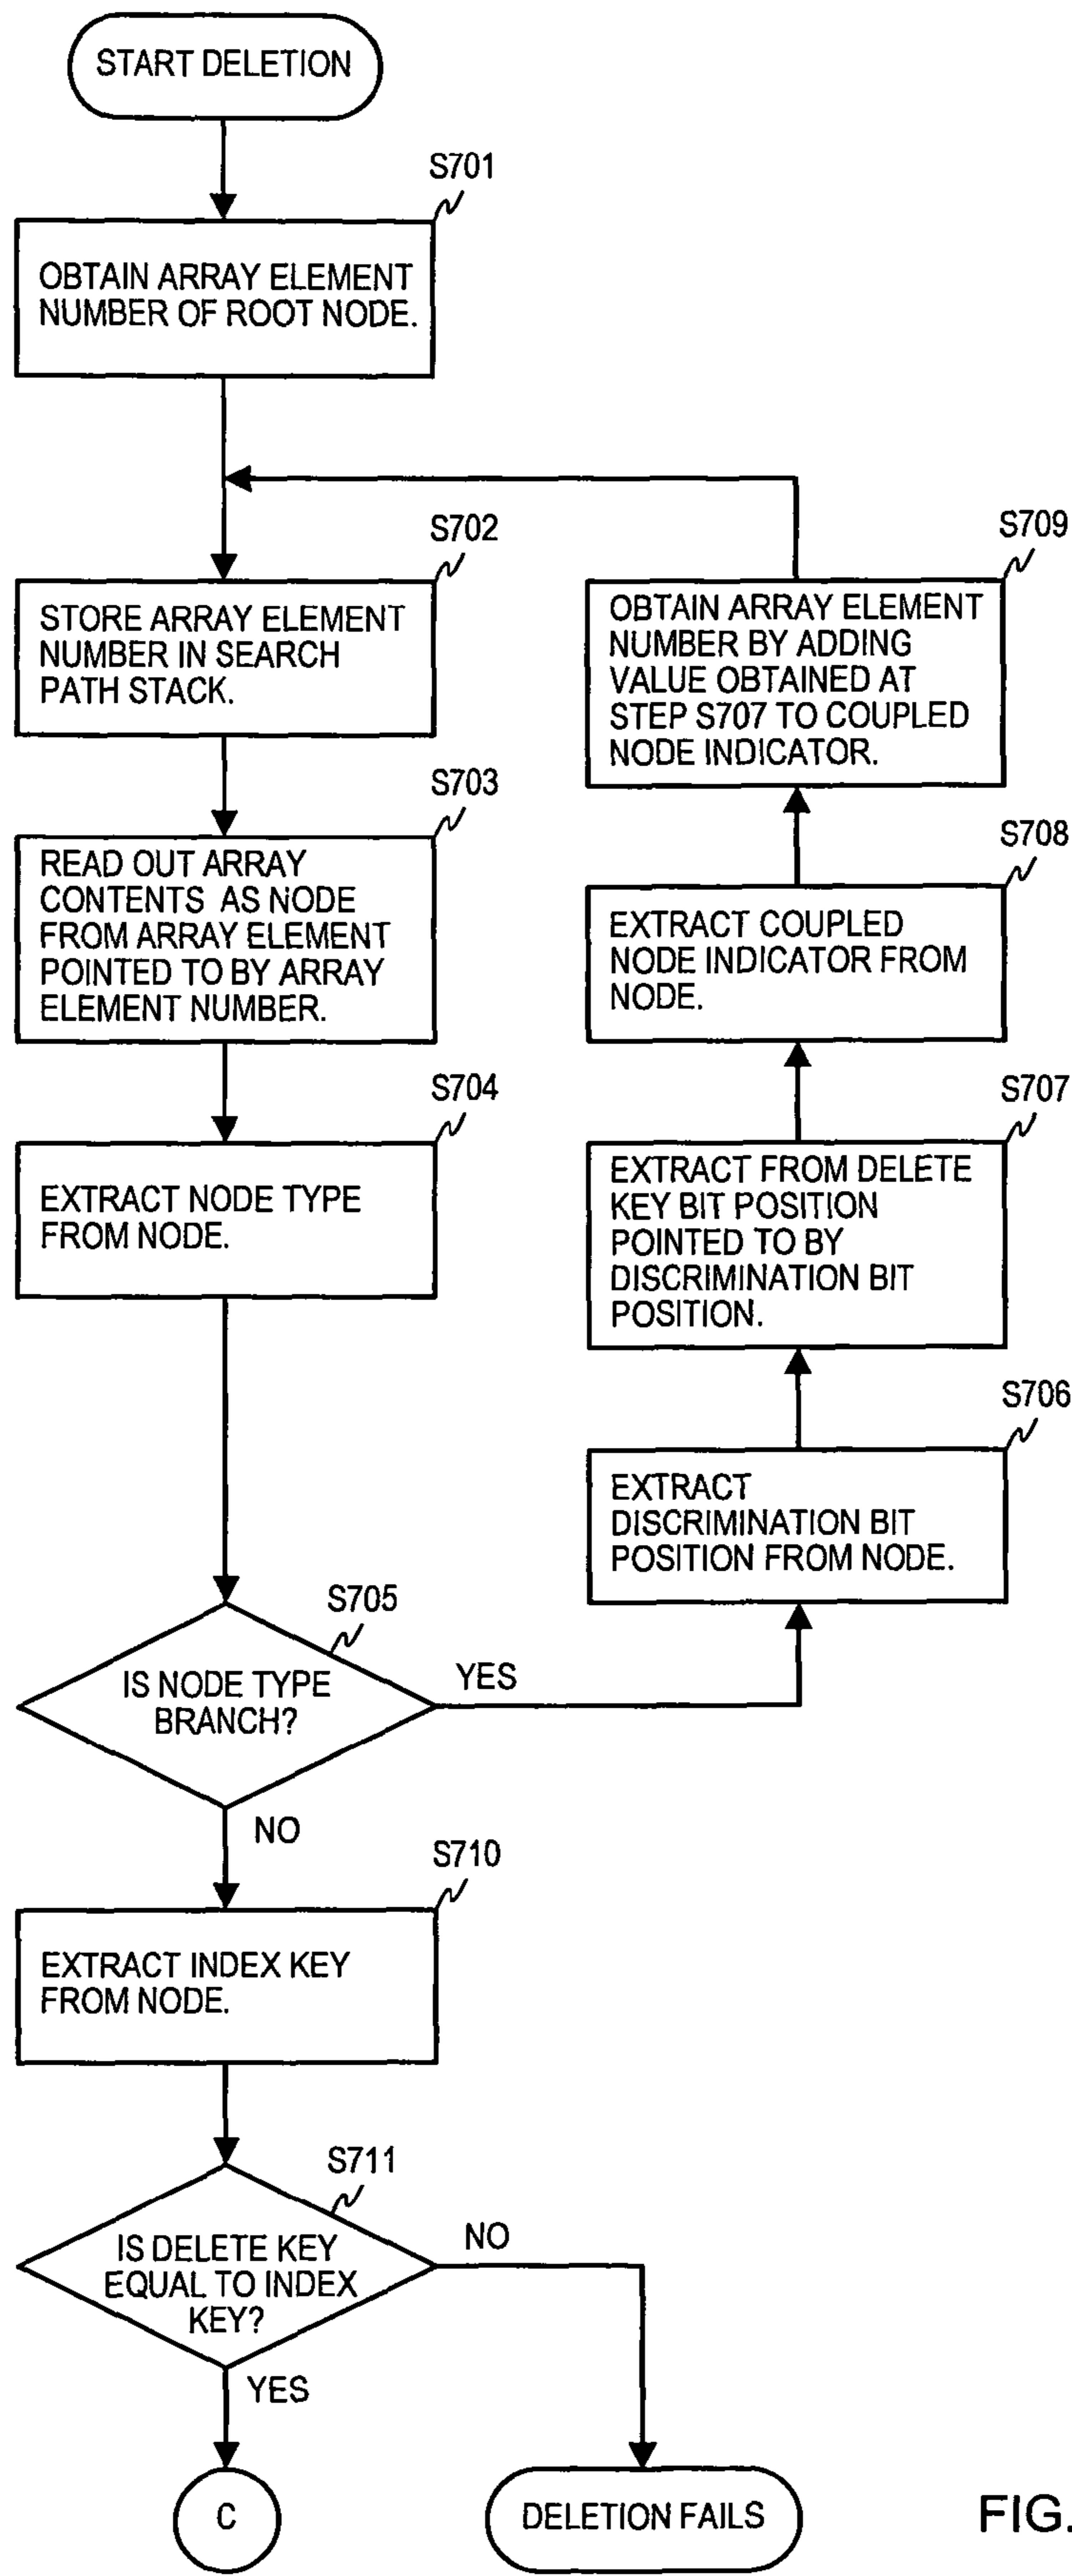 START DELETION
S701
OBTAIN ARRAY ELEMENT
NUMBER OF ROOT NODE.
S702
STORE ARRAY ELEMENT
NUMBER IN SEARCH
PATH STACK.
S703
READ OUT ARRAY
CONTENTS AS NODE
FROM ARRAY ELEMENT
POINTED TO BY ARRAY
ELEMENT NUMBER.
S704
EXTRACT NODE TYPE
FROM NODE.
S705
IS NODE TYPE
BRANCH?
YES
NO
S709
OBTAIN ARRAY ELEMENT
NUMBER BY ADDING
VALUE OBTAINED AT
STEP S707 TO COUPLED
NODE INDICATOR.
S708
EXTRACT COUPLED
NODE INDICATOR FROM
NODE.
S707
EXTRACT FROM DELETE
KEY BIT POSITION
POINTED TO BY
DISCRIMINATION BIT
POSITION.
S706
EXTRACT
DISCRIMINATION BIT
POSITION FROM NODE.
S710
EXTRACT INDEX KEY
FROM NODE.
S711
IS DELETE KEY
EQUAL TO INDEX
KEY?
NO
YES
C
DELETION FAILS
FIG.